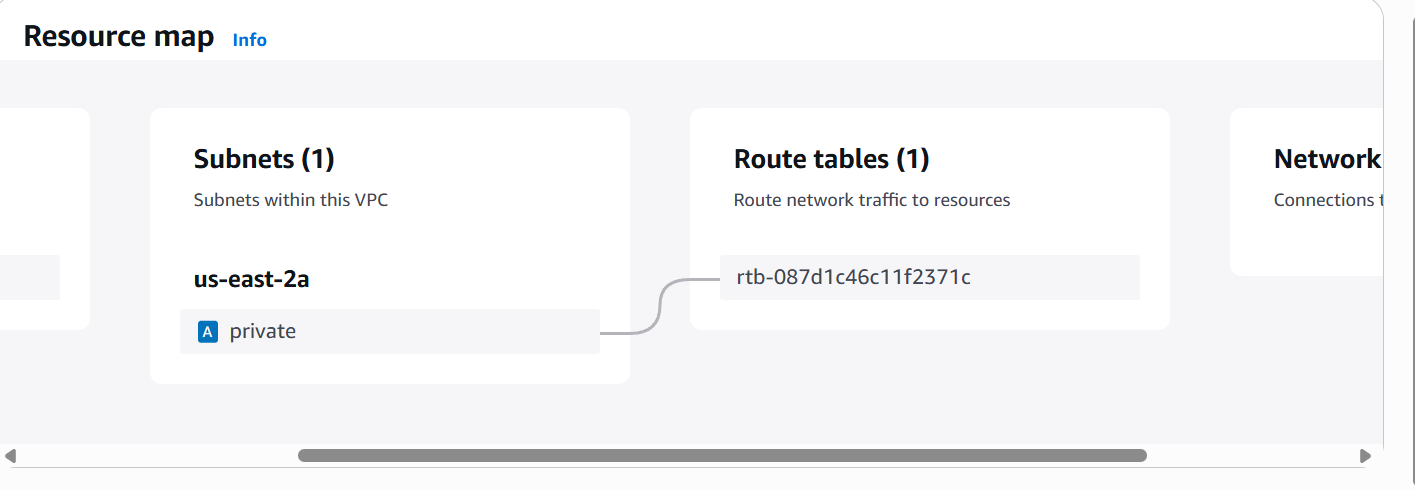 Resource map Info
Subnets (1)
Subnets within this VPC
us-east-2a
A private
Route tables (1)
Route network traffic to resources
rtb-087d1c46c11f2371c
Network
Connections